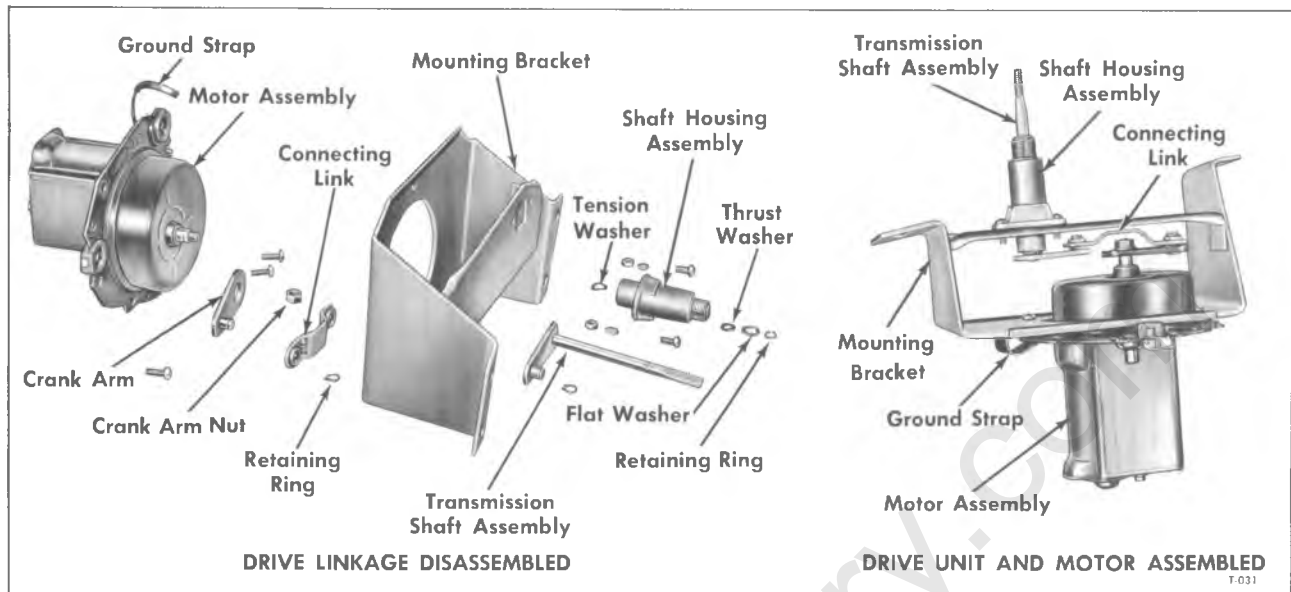 Ground Strap
Motor Assembly
Connecting
Link
Mounting Bracket
Shaft Housing
Assembly
Tension
Washer
Thrust
Washer
Crank Arm
Crank Arm Nut
Retaining
Ring
Transmission
Shaft Assembly
Flat Washer
Retaining Ring
DRIVE LINKAGE DISASSEMBLED
Transmission
Shaft Assembly
Shaft Housing
Assembly
Connecting
Link
Mounting
Bracket
Ground Strap
Motor Assembly
DRIVE UNIT AND MOTOR ASSEMBLED
T-031